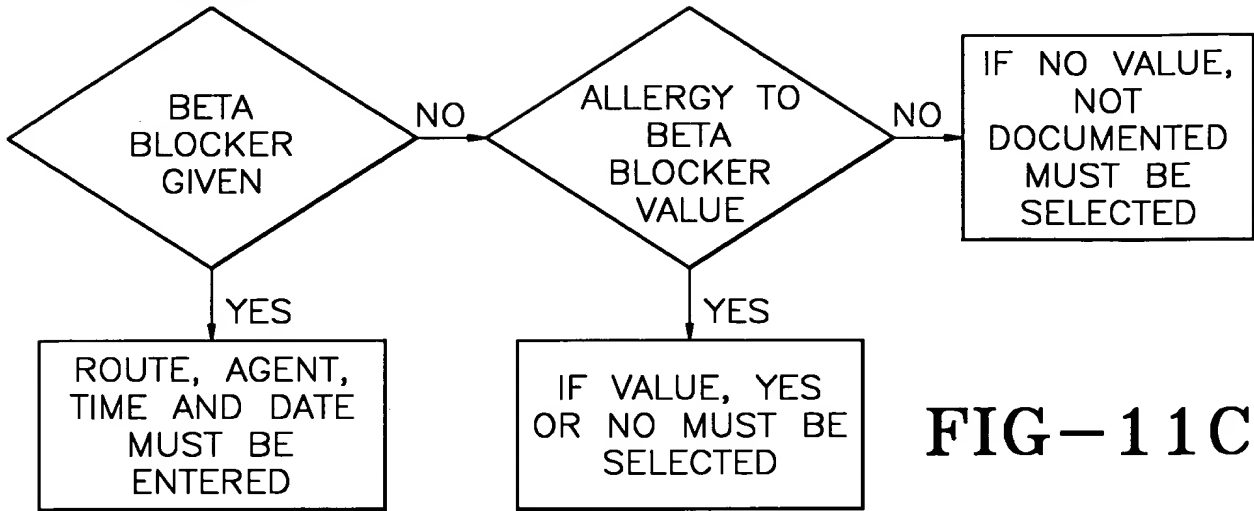 BETA
BLOCKER
GIVEN
NO
ALLERGY TO
BETA
BLOCKER
VALUE
NO
IF NO VALUE,
NOT
DOCUMENTED
MUST BE
SELECTED
YES
ROUTE, AGENT,
TIME AND DATE
MUST BE
ENTERED
YES
IF VALUE, YES
OR NO MUST BE
SELECTED
FIG-11C